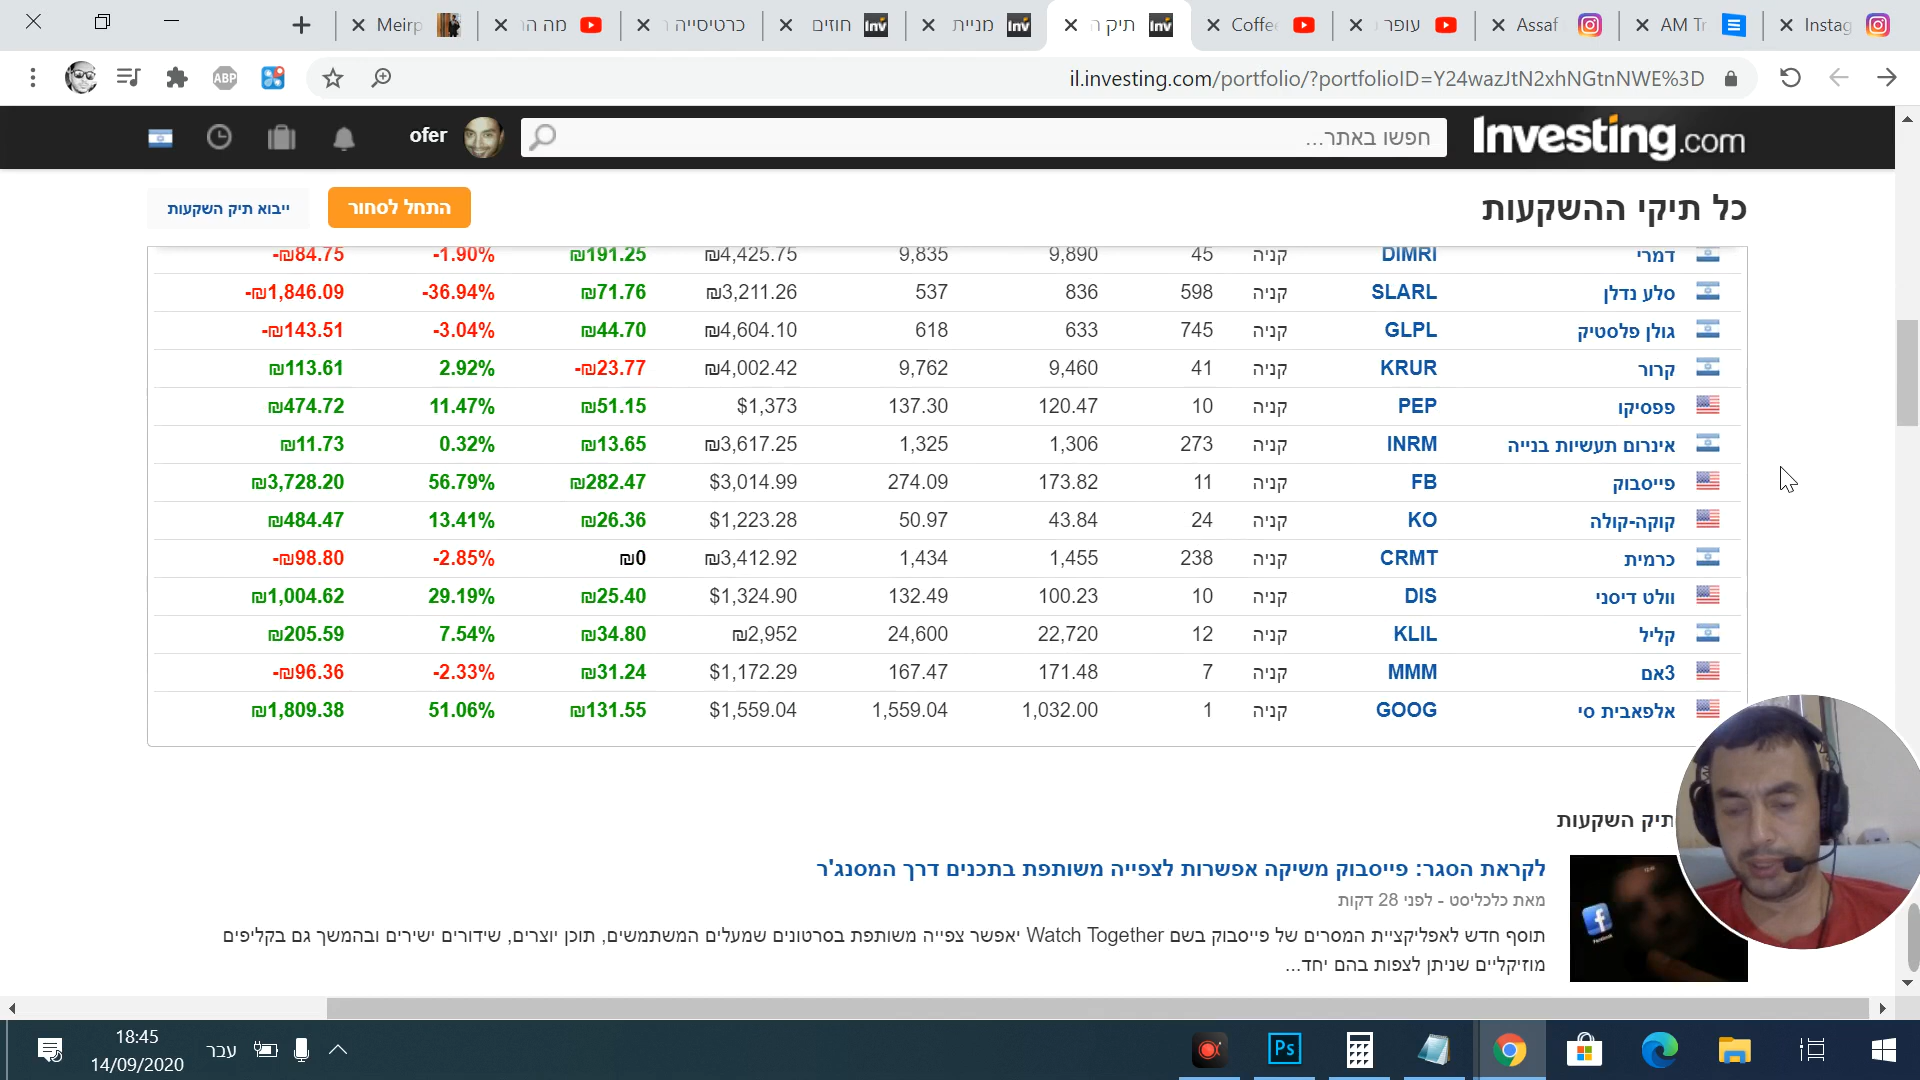 Instag
AM Tr
Assaf
עופר
Coffe
תיק ה
מניית
חוזים
כרטיסייה
מה הח
Meirp
il.investing.com/portfolio/?portfolioID=Y24wazJtN2xhNGtnNWE%3D
ABP
Investing.com
חפשו באתר...
ofer
כל תיקי ההשקעות
התחל לסחור
ייבוא תיק השקעות
דמרי DIMRI קניה 45 9,890 9,835 ₪4,425.75 ₪191.25 -1.90% -₪84.75
סלע נדלן SLARL קניה 598 836 537 ₪3,211.26 ₪71.76 -36.94% -₪1,846.09
גולן פלסטיק GLPL קניה 745 633 618 ₪4,604.10 ₪44.70 -3.04% -₪143.51
קרור KRUR קניה 41 9,460 9,762 ₪4,002.42 -₪23.77 2.92% ₪113.61
פפסיקו PEP קניה 10 120.47 137.30 $1,373 ₪51.15 11.47% ₪474.72
אינרום תעשיות בנייה INRM קניה 273 1,306 1,325 ₪3,617.25 ₪13.65 0.32% ₪11.73
פייסבוק FB קניה 11 173.82 274.09 $3,014.99 ₪282.47 56.79% ₪3,728.20
קוקה-קולה KO קניה 24 43.84 50.97 $1,223.28 ₪26.36 13.41% ₪484.47
כרמית CRMT קניה 238 1,455 1,434 ₪3,412.92 ₪0 -2.85% -₪98.80
וולט דיסני DIS קניה 10 100.23 132.49 $1,324.90 ₪25.40 29.19% ₪1,004.62
קליל KLIL קניה 12 22,720 24,600 ₪2,952 ₪34.80 7.54% ₪205.59
3אם MMM קניה 7 171.48 167.47 $1,172.29 ₪31.24 -2.33% -₪96.36
אלפאבית סי GOOG קניה 1 1,032.00 1,559.04 $1,559.04 ₪131.55 51.06% ₪1,809.38
תיק השקעות
לקראת הסגר: פייסבוק משיקה אפשרות לצפייה משותפת בתכנים דרך המסנג'ר
מאת כלכליסט - לפני 28 דקות
תוסף חדש לאפליקציית המסרים של פייסבוק בשם Watch Together יאפשר צפייה משותפת בסרטונים שמעלים המשתמשים, תוכן יוצרים, שידורים ישירים ובהמשך גם בקליפים
מוזיקליים שניתן לצפות בהם יחד...
Ps
עבר
18:45
14/09/2020